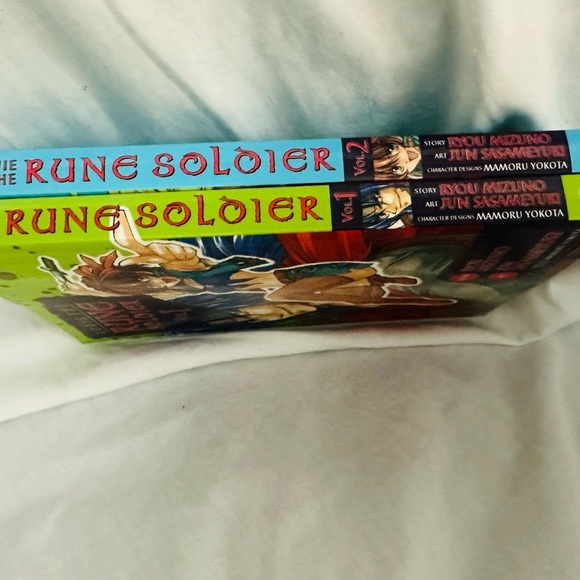 IE
THE RUNE SOLDIER VOL.2 STORY RYOU MIZUNO
ART JUN SASAMEYUKI
CHARACTER DESIGNS MAMORU YOKOTA
RUNE SOLDIER VOL.1 STORY RYOU MIZUNO
ART JUN SASAMEYUKI
CHARACTER DESIGNS MAMORU YOKOTA